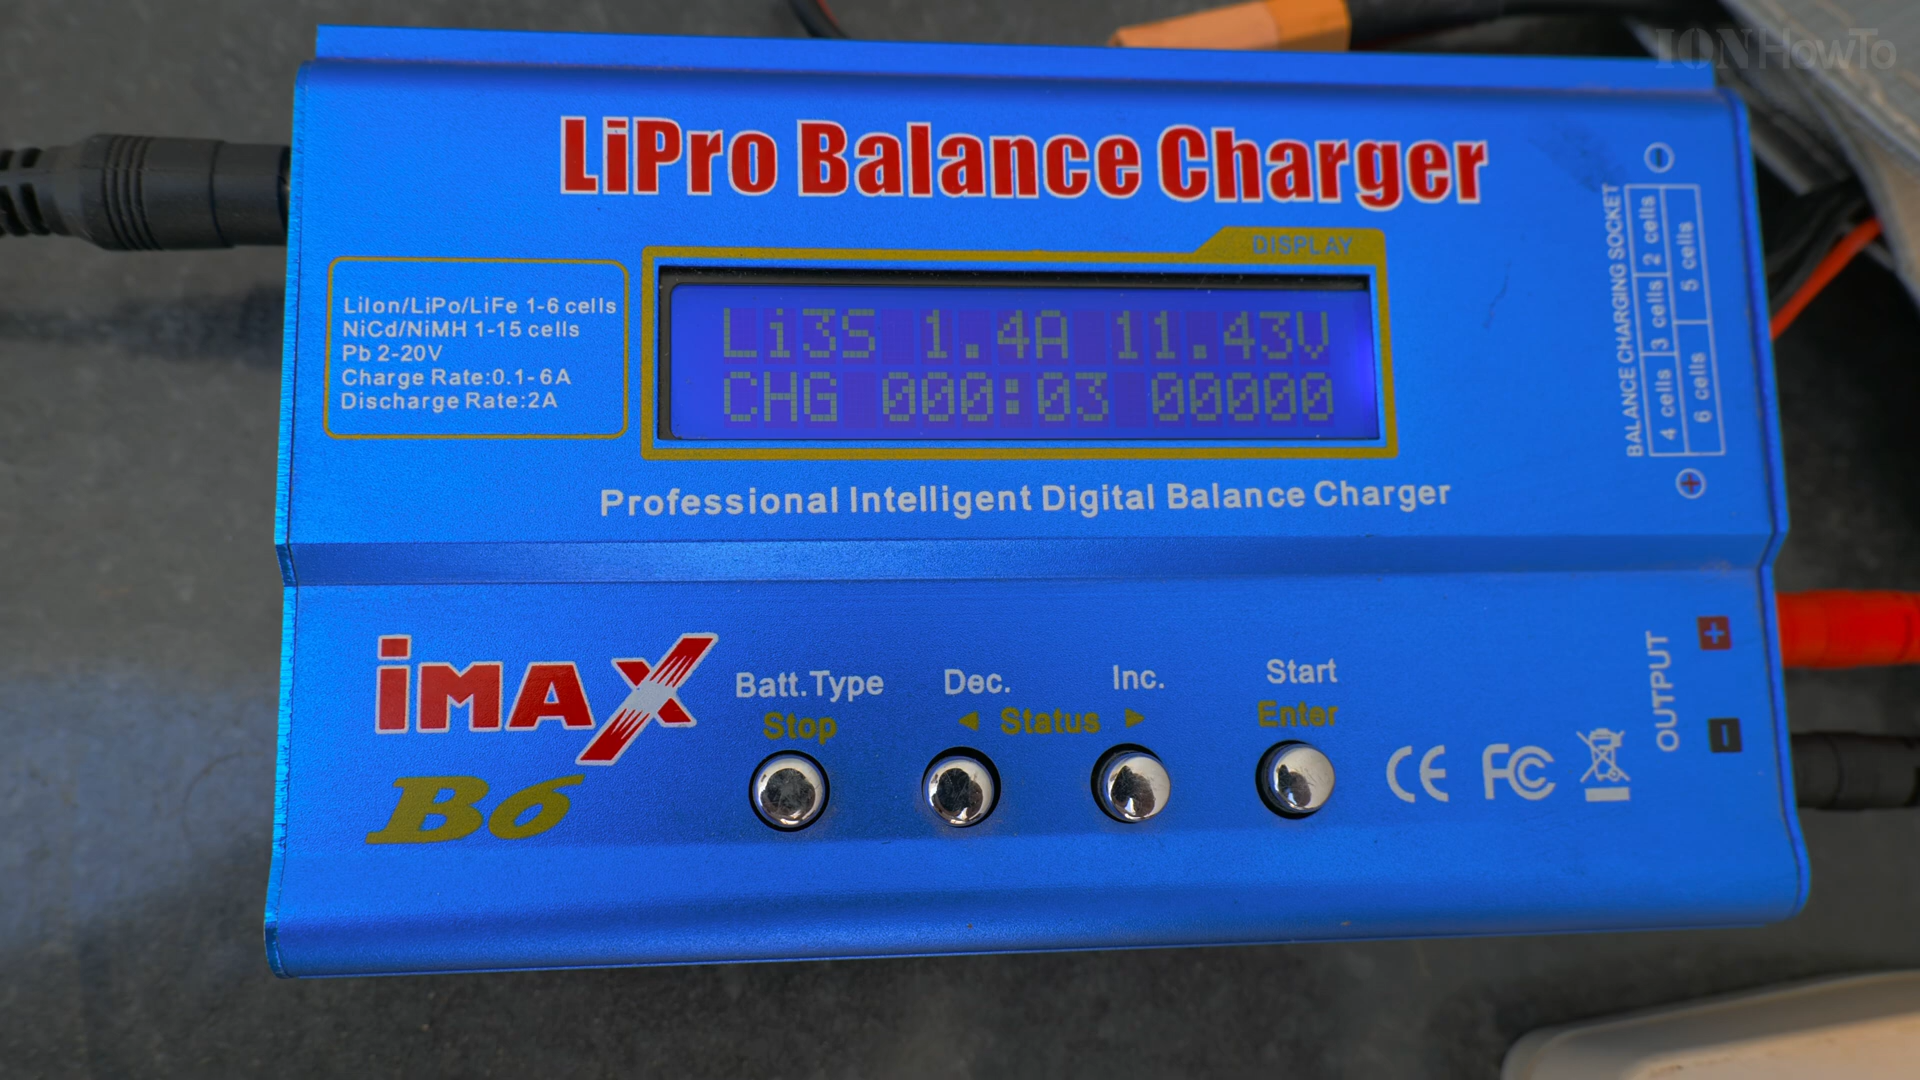 IONHowTo
LiPro Balance Charger
DISPLAY
LiIon/LiPo/LiFe 1-6 cells
NiCd/NiMH 1-15 cells
Pb 2-20V
Charge Rate:0.1-6A
Discharge Rate:2A
Li3S 1.4A 11.43V
CHG 000:03 00000
BALANCE CHARGING SOCKET
2 cells
3 cells
4 cells
5 cells
6 cells
Professional Intelligent Digital Balance Charger
iMAX
B6
Batt.Type
Stop
Dec.
Inc.
◄ Status ►
Start
Enter
CE FC
OUTPUT
+
-